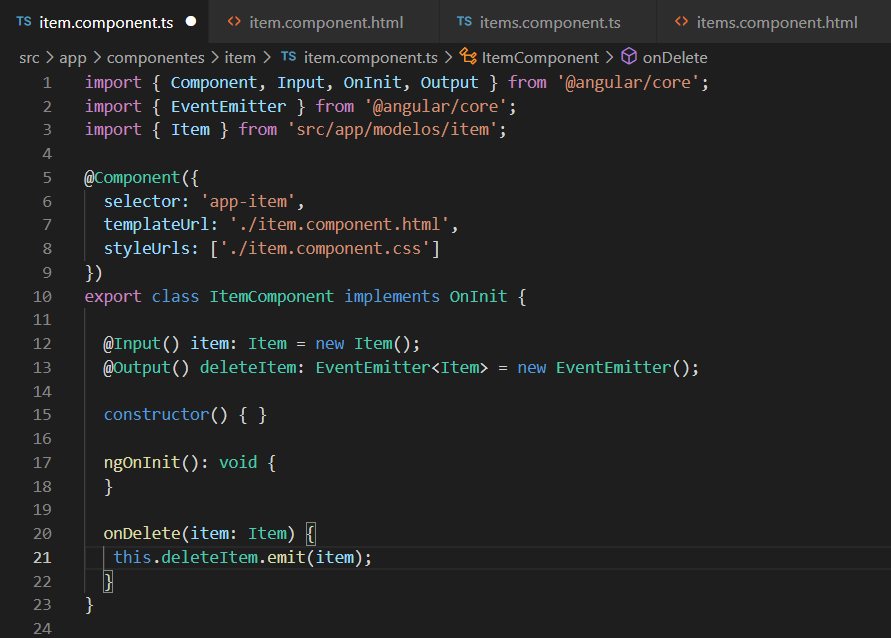 TS item.component.ts ● <> item.component.html TS items.component.ts <> items.component.html
src > app > componentes > item > TS item.component.ts > ItemComponent > onDelete
1 import { Component, Input, OnInit, Output } from '@angular/core';
2 import { EventEmitter } from '@angular/core';
3 import { Item } from 'src/app/modelos/item';
4
5 @Component({
6   selector: 'app-item',
7   templateUrl: './item.component.html',
8   styleUrls: ['./item.component.css']
9 })
10 export class ItemComponent implements OnInit {
11
12   @Input() item: Item = new Item();
13   @Output() deleteItem: EventEmitter<Item> = new EventEmitter();
14
15   constructor() { }
16
17   ngOnInit(): void {
18   }
19
20   onDelete(item: Item) {
21    this.deleteItem.emit(item);
22   }
23 }
24